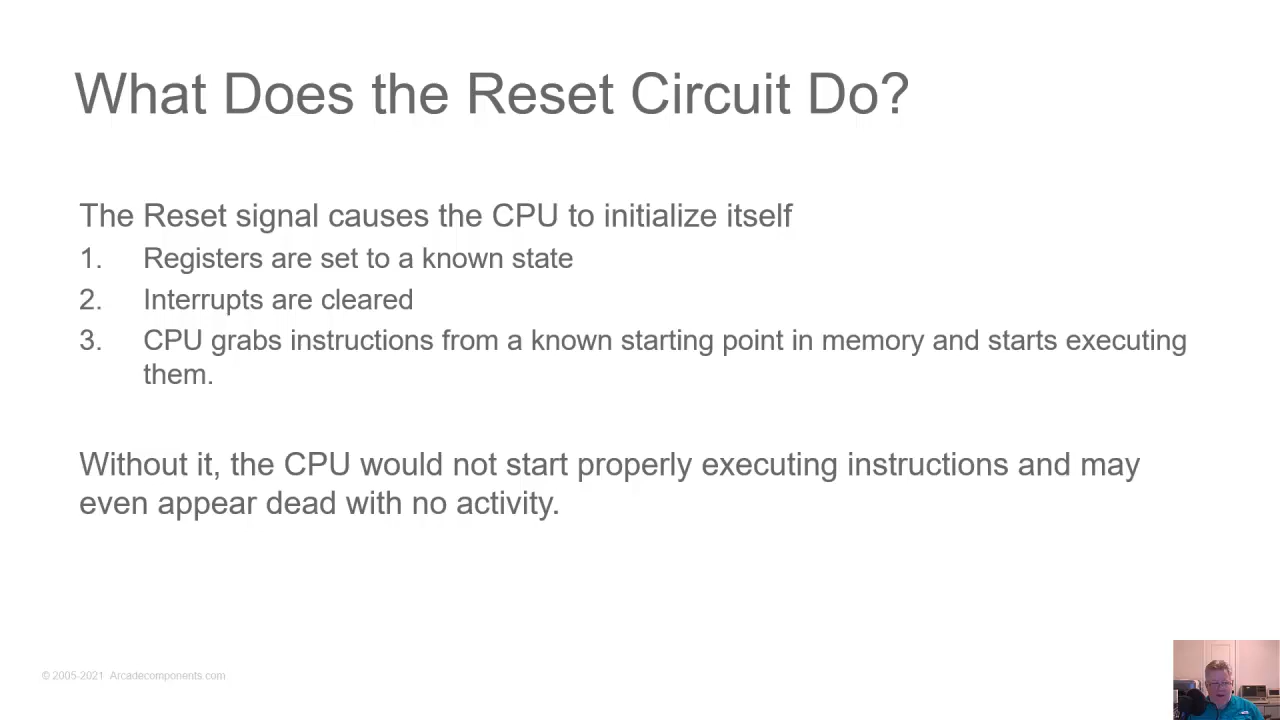 What Does the Reset Circuit Do?
The Reset signal causes the CPU to initialize itself
1. Registers are set to a known state
2. Interrupts are cleared
3. CPU grabs instructions from a known starting point in memory and starts executing
them.
Without it, the CPU would not start properly executing instructions and may
even appear dead with no activity.
© 2005-2021 Arcadecomponents.com